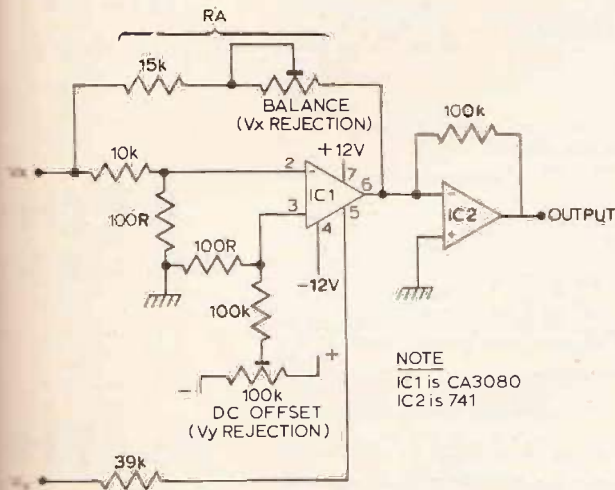 RA
15k
BALANCE
(Vx REJECTION)
100k
10k
+12V
2
7
6
IC1
3
4
5
100R
100R
-12V
IC2
OUTPUT
100k
100k
DC OFFSET
(Vy REJECTION)
NOTE
IC1 is CA3080
IC2 is 741
39k